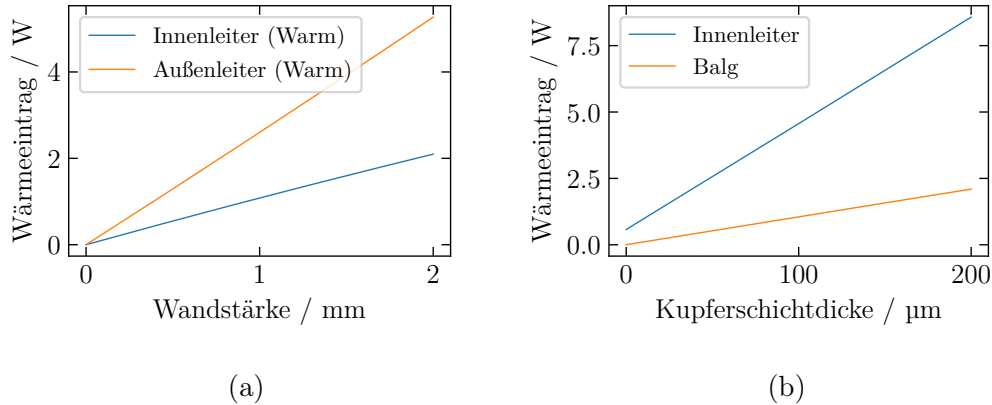 Wärmeeintrag / W
4
2
0
Innenleiter (Warm)
Außenleiter (Warm)
0
1
2
Wandstärke / mm
(a)
Wärmeeintrag / W
7.5
5.0
2.5
0.0
Innenleiter
Balg
0
100
200
Kupferschichtdicke / µm
(b)